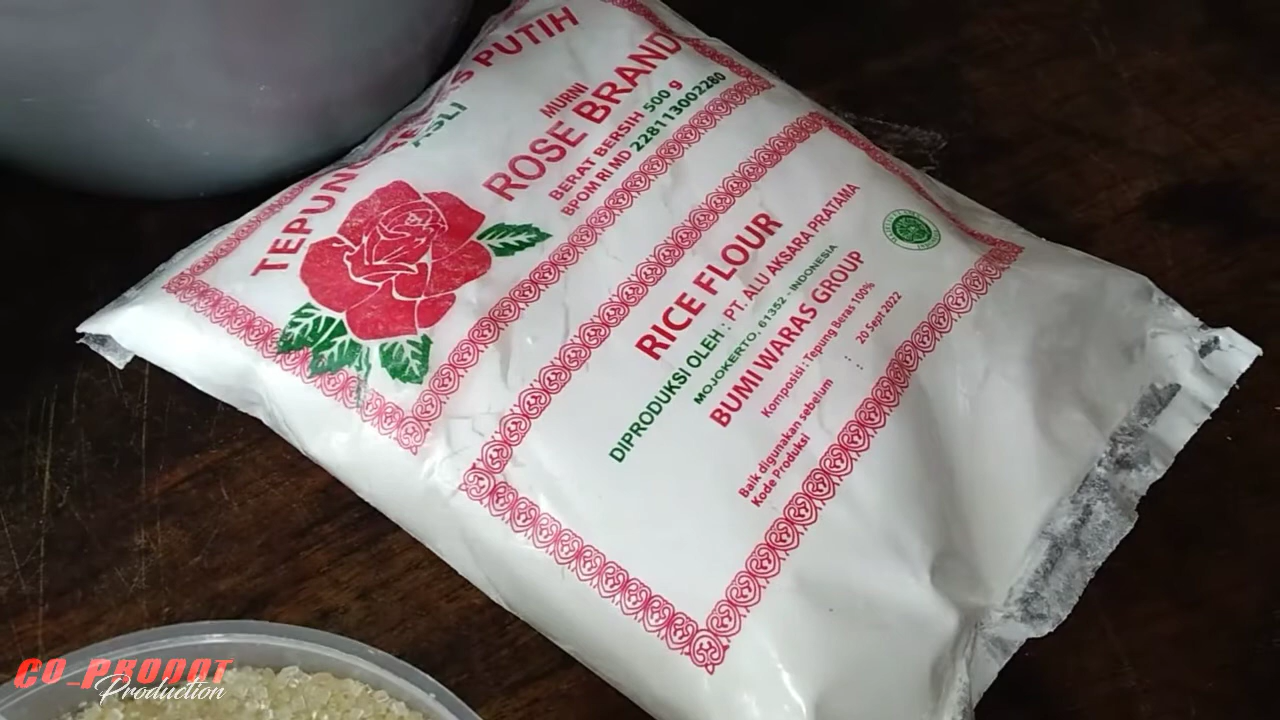 TEPUNG BERAS PUTIH
ASLI
MURNI
ROSE BRAND
BERAT BERSIH 500 g
BPOM RI MD 228113002280
RICE FLOUR
DIPRODUKSI OLEH : PT. ALU AKSARA PRATAMA
MOJOKERTO, 61352 - INDONESIA
BUMI WARAS GROUP
Komposisi : Tepung Beras 100%
Baik digunakan sebelum : 20 Sept 2022
Kode Produksi :
CO_PRODAT
Production